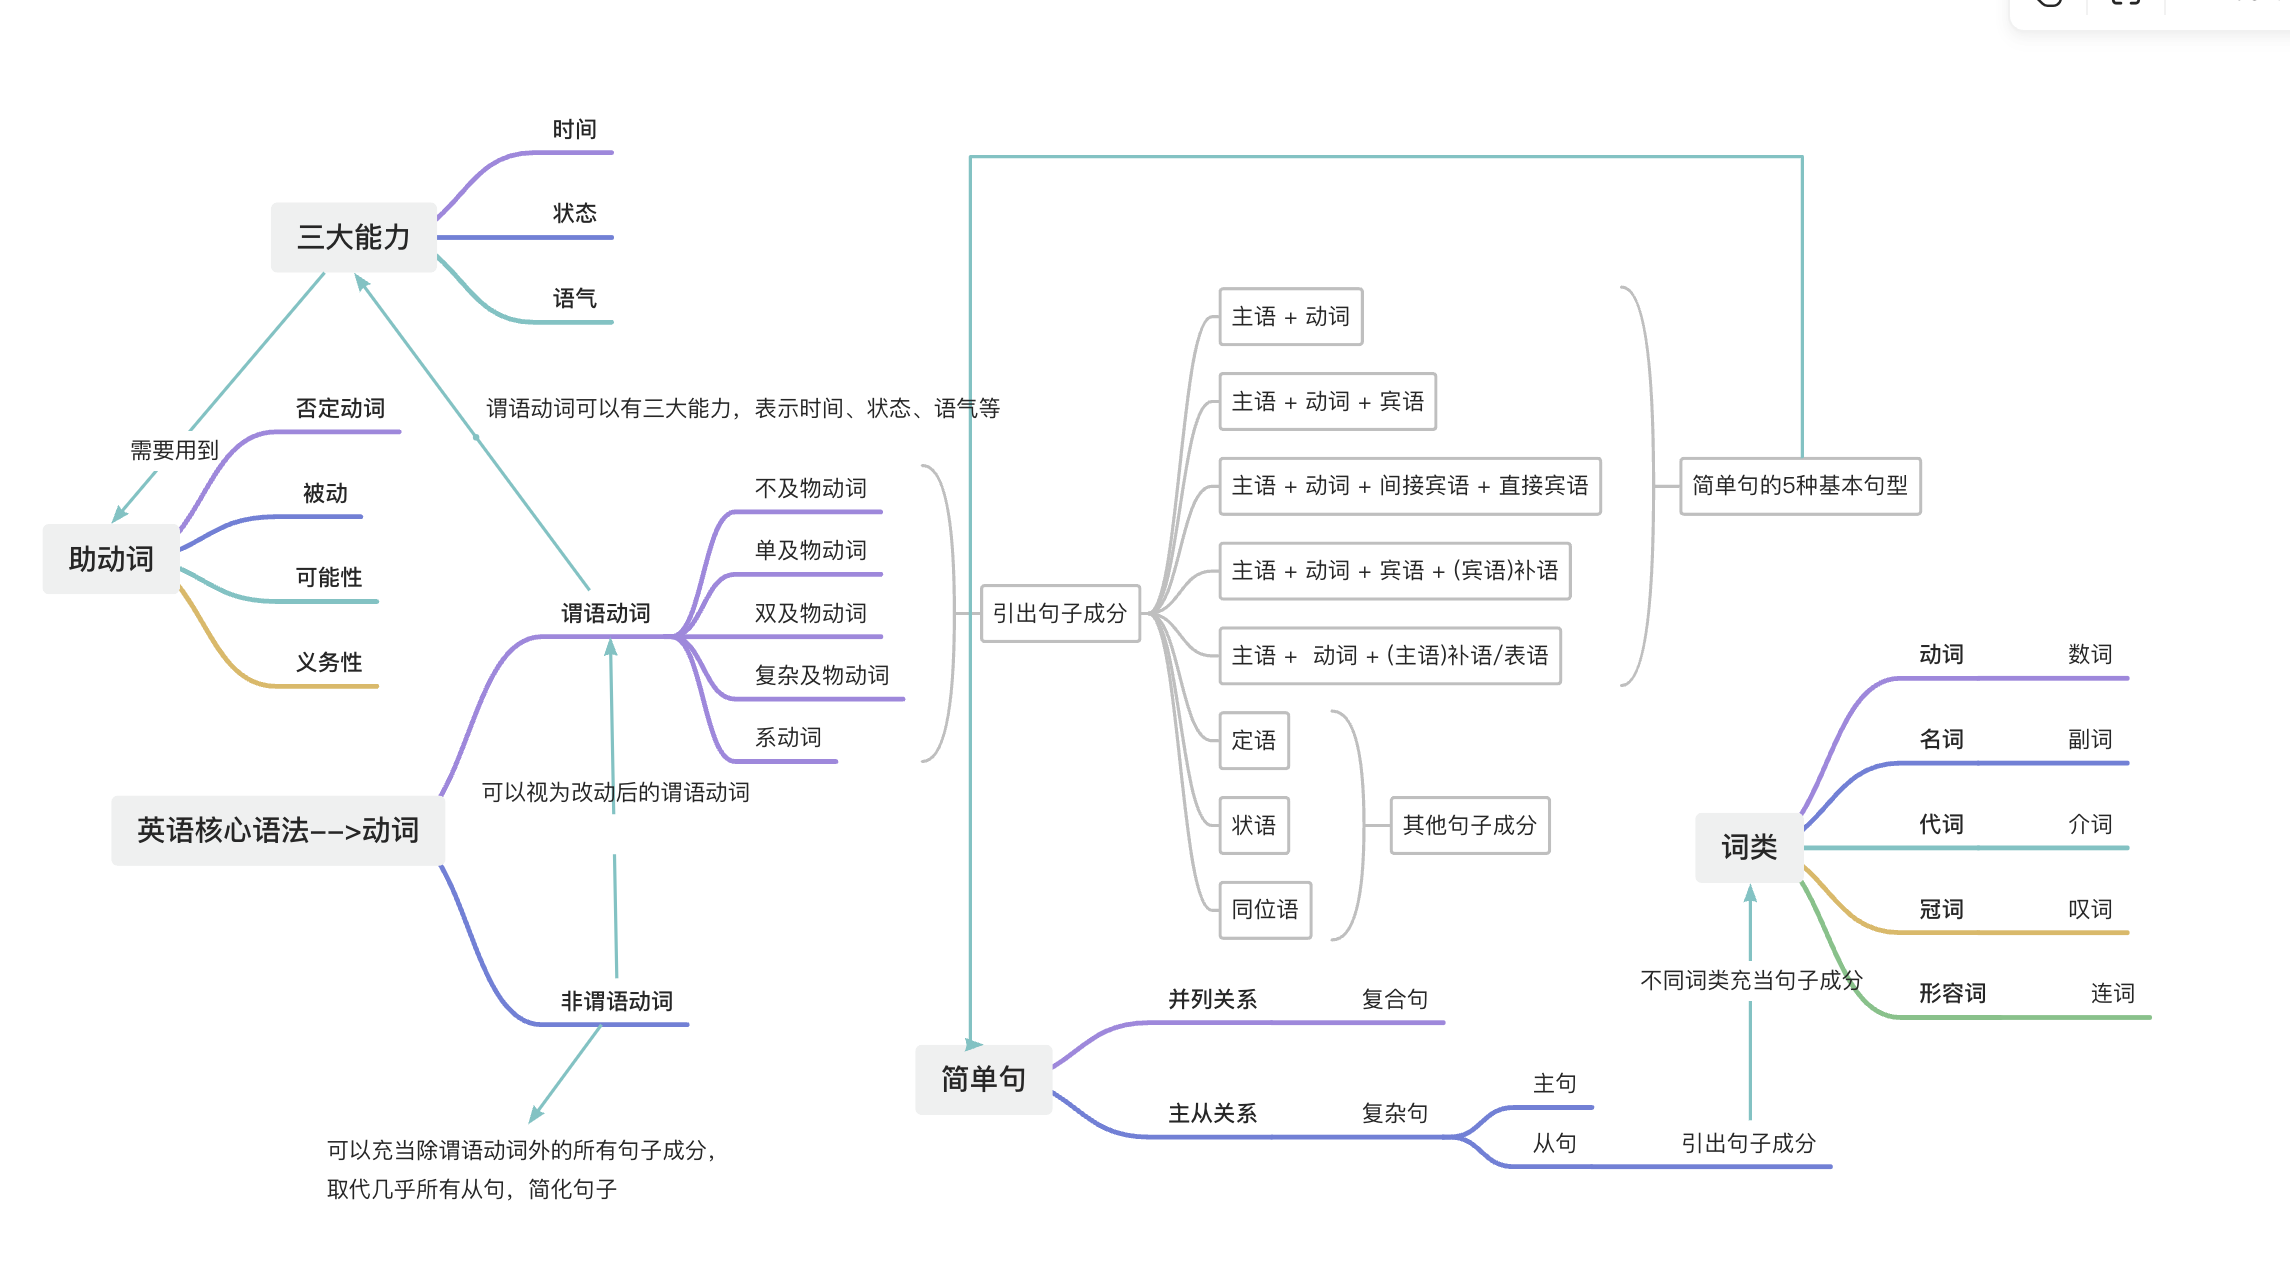 时间
状态
三大能力
语气
否定动词
需要用到
被动
助动词
可能性
义务性
谓语动词可以有三大能力，表示时间、状态、语气等
不及物动词
单及物动词
谓语动词
双及物动词
复杂及物动词
系动词
可以视为改动后的谓语动词
英语核心语法-->动词
非谓语动词
可以充当除谓语动词外的所有句子成分，
取代几乎所有从句，简化句子
引出句子成分
主语 + 动词
主语 + 动词 + 宾语
主语 + 动词 + 间接宾语 + 直接宾语
主语 + 动词 + 宾语 + (宾语)补语
主语 +  动词 + (主语)补语/表语
简单句的5种基本句型
定语
状语
同位语
其他句子成分
并列关系 复合句
简单句
主从关系 复杂句
主句
从句 引出句子成分
不同词类充当句子成分
词类
动词 数词
名词 副词
代词 介词
冠词 叹词
形容词 连词